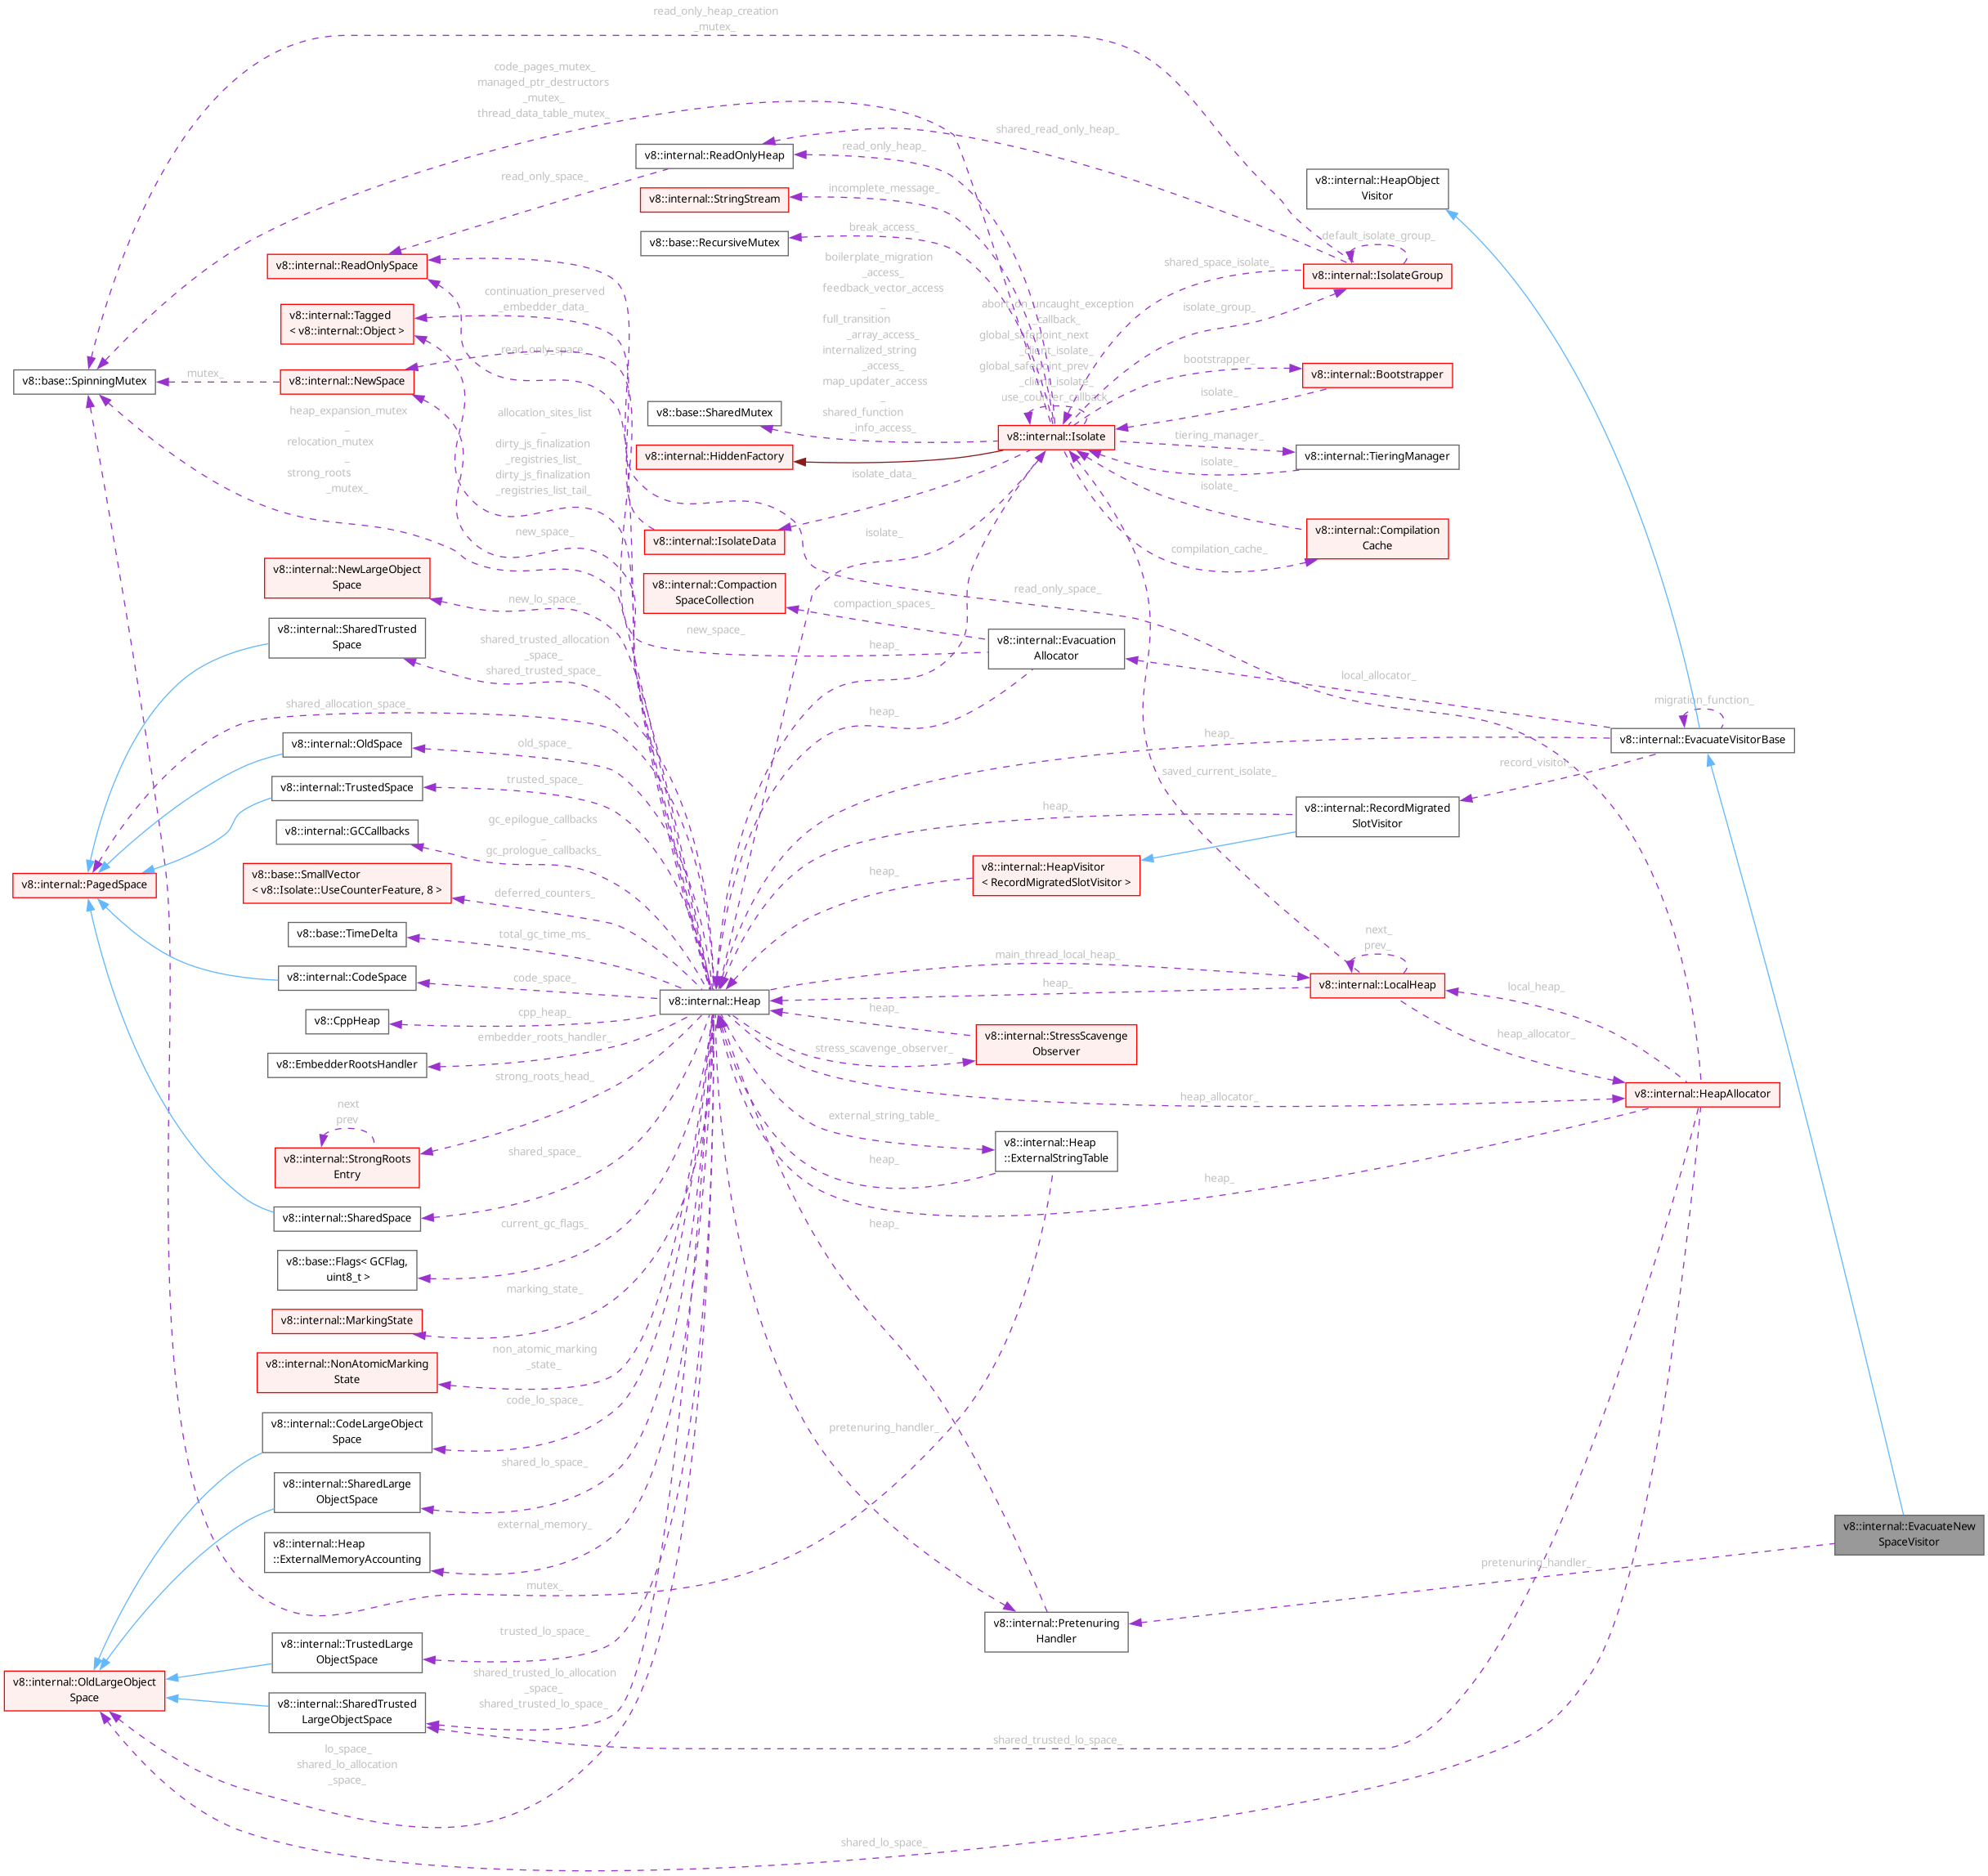 read_only_heap_creation
_mutex_
code_pages_mutex_
managed_ptr_destructors
_mutex_
thread_data_table_mutex_
shared_read_only_heap_
v8::internal::ReadOnlyHeap
read_only_heap_
read_only_space_
v8::internal::HeapObject
Visitor
v8::internal::StringStream
incomplete_message_
v8::base::RecursiveMutex
break_access_
default_isolate_group_
v8::internal::ReadOnlySpace
boilerplate_migration
_access_
feedback_vector_access
_
full_transition
_array_access_
internalized_string
_access_
map_updater_access
_
shared_function
_info_access_
shared_space_isolate_
v8::internal::IsolateGroup
continuation_preserved
_embedder_data_
v8::internal::Tagged
< v8::internal::Object >
abort_on_uncaught_exception
_callback_
global_safepoint_next
_client_isolate_
global_safepoint_prev
_client_isolate_
use_counter_callback_
isolate_group_
read_only_space_
v8::base::SpinningMutex
mutex_
v8::internal::NewSpace
bootstrapper_
v8::internal::Bootstrapper
isolate_
heap_expansion_mutex
_
relocation_mutex
_
strong_roots
_mutex_
allocation_sites_list
_
dirty_js_finalization
_registries_list_
dirty_js_finalization
_registries_list_tail_
v8::base::SharedMutex
v8::internal::Isolate
tiering_manager_
v8::internal::TieringManager
isolate_
v8::internal::HiddenFactory
isolate_data_
isolate_
new_space_
isolate_
v8::internal::IsolateData
v8::internal::Compilation
Cache
compilation_cache_
v8::internal::NewLargeObject
Space
new_lo_space_
v8::internal::Compaction
SpaceCollection
compaction_spaces_
read_only_space_
v8::internal::SharedTrusted
Space
shared_trusted_allocation
_space_
shared_trusted_space_
new_space_
heap_
v8::internal::Evacuation
Allocator
local_allocator_
shared_allocation_space_
heap_
migration_function_
v8::internal::OldSpace
old_space_
heap_
v8::internal::EvacuateVisitorBase
record_visitor_
v8::internal::TrustedSpace
trusted_space_
saved_current_isolate_
v8::internal::GCCallbacks
gc_epilogue_callbacks
_
gc_prologue_callbacks_
heap_
v8::internal::RecordMigrated
SlotVisitor
v8::internal::PagedSpace
v8::base::SmallVector
< v8::Isolate::UseCounterFeature, 8 >
deferred_counters_
heap_
v8::internal::HeapVisitor
< RecordMigratedSlotVisitor >
v8::base::TimeDelta
total_gc_time_ms_
next_
prev_
v8::internal::CodeSpace
code_space_
v8::internal::Heap
main_thread_local_heap_
heap_
v8::internal::LocalHeap
local_heap_
v8::CppHeap
cpp_heap_
heap_
v8::internal::StressScavenge
Observer
stress_scavenge_observer_
heap_allocator_
v8::EmbedderRootsHandler
embedder_roots_handler_
strong_roots_head_
heap_allocator_
v8::internal::HeapAllocator
next
prev
external_string_table_
v8::internal::Heap
::ExternalStringTable
v8::internal::StrongRoots
Entry
shared_space_
heap_
heap_
v8::internal::SharedSpace
current_gc_flags_
heap_
v8::base::Flags< GCFlag,
uint8_t >
v8::internal::MarkingState
marking_state_
v8::internal::NonAtomicMarking
State
non_atomic_marking
_state_
v8::internal::CodeLargeObject
Space
code_lo_space_
pretenuring_handler_
v8::internal::SharedLarge
ObjectSpace
shared_lo_space_
v8::internal::Heap
::ExternalMemoryAccounting
external_memory_
v8::internal::EvacuateNew
SpaceVisitor
pretenuring_handler_
mutex_
v8::internal::Pretenuring
Handler
v8::internal::TrustedLarge
ObjectSpace
trusted_lo_space_
v8::internal::OldLargeObject
Space
v8::internal::SharedTrusted
LargeObjectSpace
shared_trusted_lo_allocation
_space_
shared_trusted_lo_space_
shared_trusted_lo_space_
lo_space_
shared_lo_allocation
_space_
shared_lo_space_